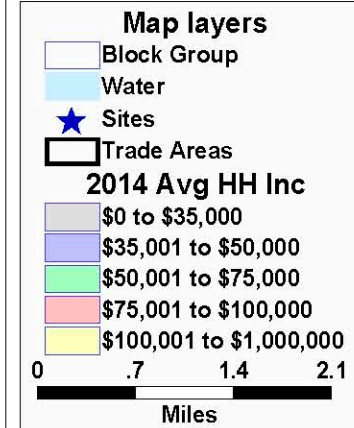 Map layers
Block Group
Water
Sites
Trade Areas
2014 Avg HH Inc
$0 to $35,000
$35,001 to $50,000
$50,001 to $75,000
$75,001 to $100,000
$100,001 to $1,000,000
0 .7 1.4 2.1
Miles